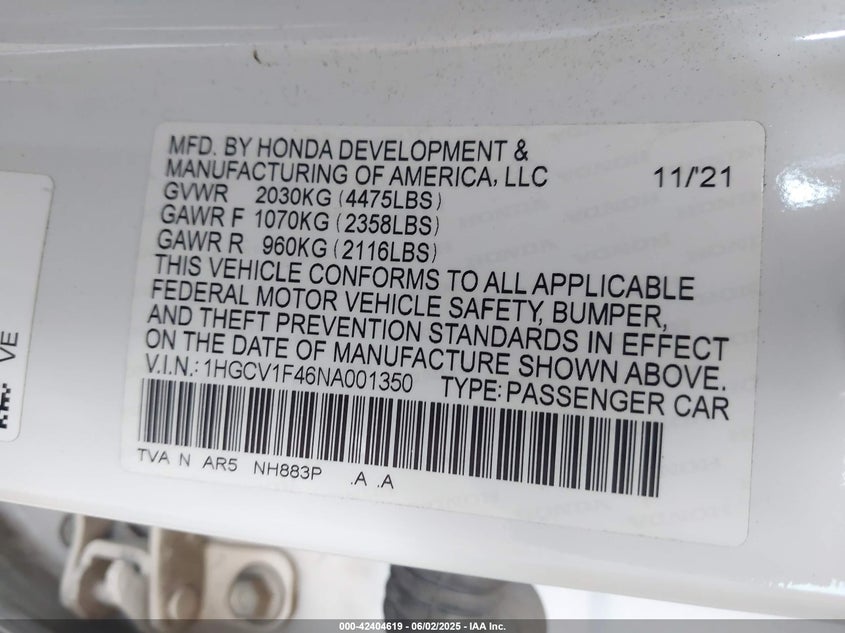 MFD. BY HONDA DEVELOPMENT &
MANUFACTURING OF AMERICA, LLC 11/'21
GVWR 2030KG (4475LBS)
GAWR F 1070KG (2358LBS)
GAWR R 960KG (2116LBS)
THIS VEHICLE CONFORMS TO ALL APPLICABLE
FEDERAL MOTOR VEHICLE SAFETY, BUMPER,
AND THEFT PREVENTION STANDARDS IN EFFECT
ON THE DATE OF MANUFACTURE SHOWN ABOVE.
V.I.N.: 1HGCV1F46NA001350 TYPE: PASSENGER CAR
TVA N AR5 NH883P .A .A
VE
000-42404619 - 06/02/2025 - IAA Inc.